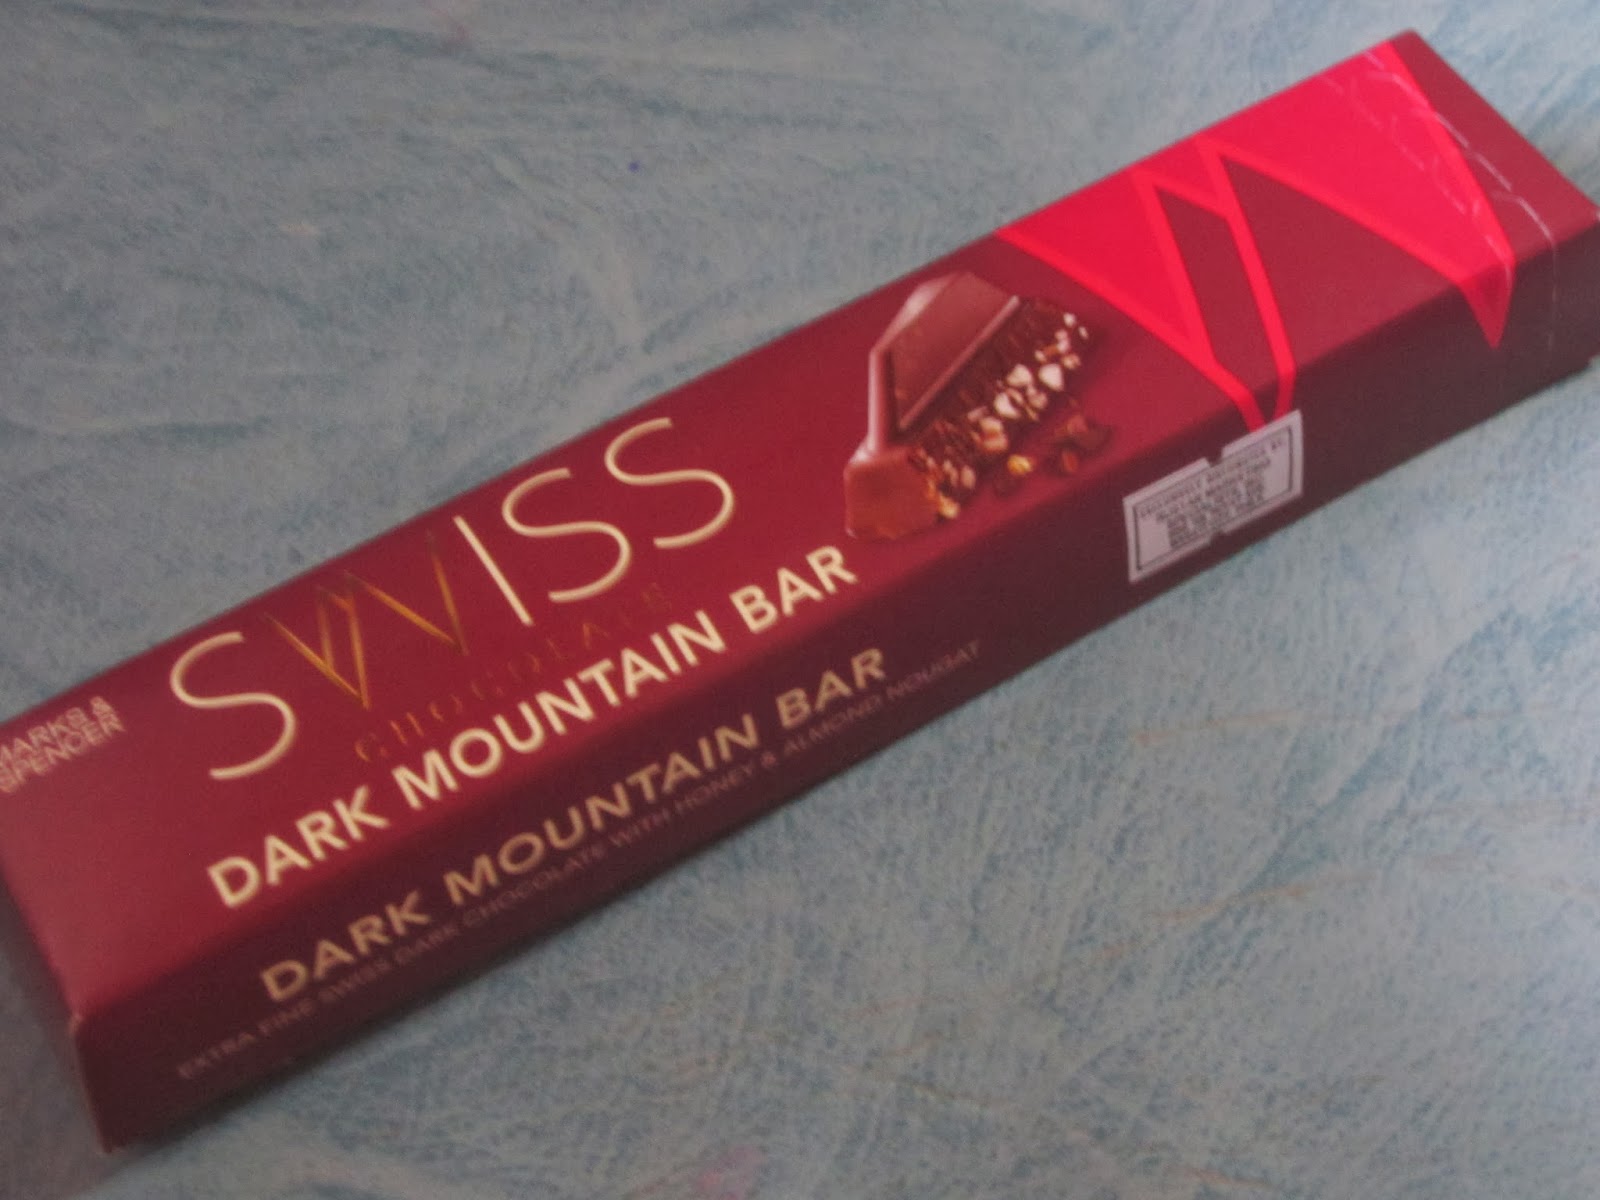 MARKS &
SPENCER
SWISS
CHOCOLATE
DARK MOUNTAIN BAR
DARK MOUNTAIN BAR
EXTRA FINE SWISS DARK CHOCOLATE WITH HONEY & ALMOND NOUGAT